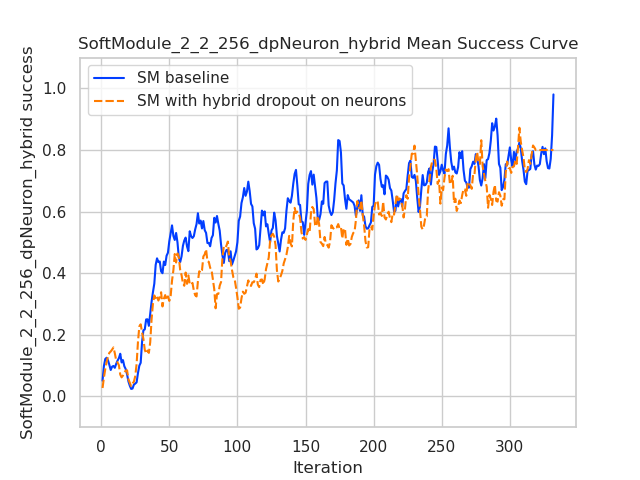 SoftModule_2_2_256_dpNeuron_hybrid Mean Success Curve
SM baseline
SM with hybrid dropout on neurons
SoftModule_2_2_256_dpNeuron_hybrid success
1.0
0.8
0.6
0.4
0.2
0.0
0 50 100 150 200 250 300
Iteration